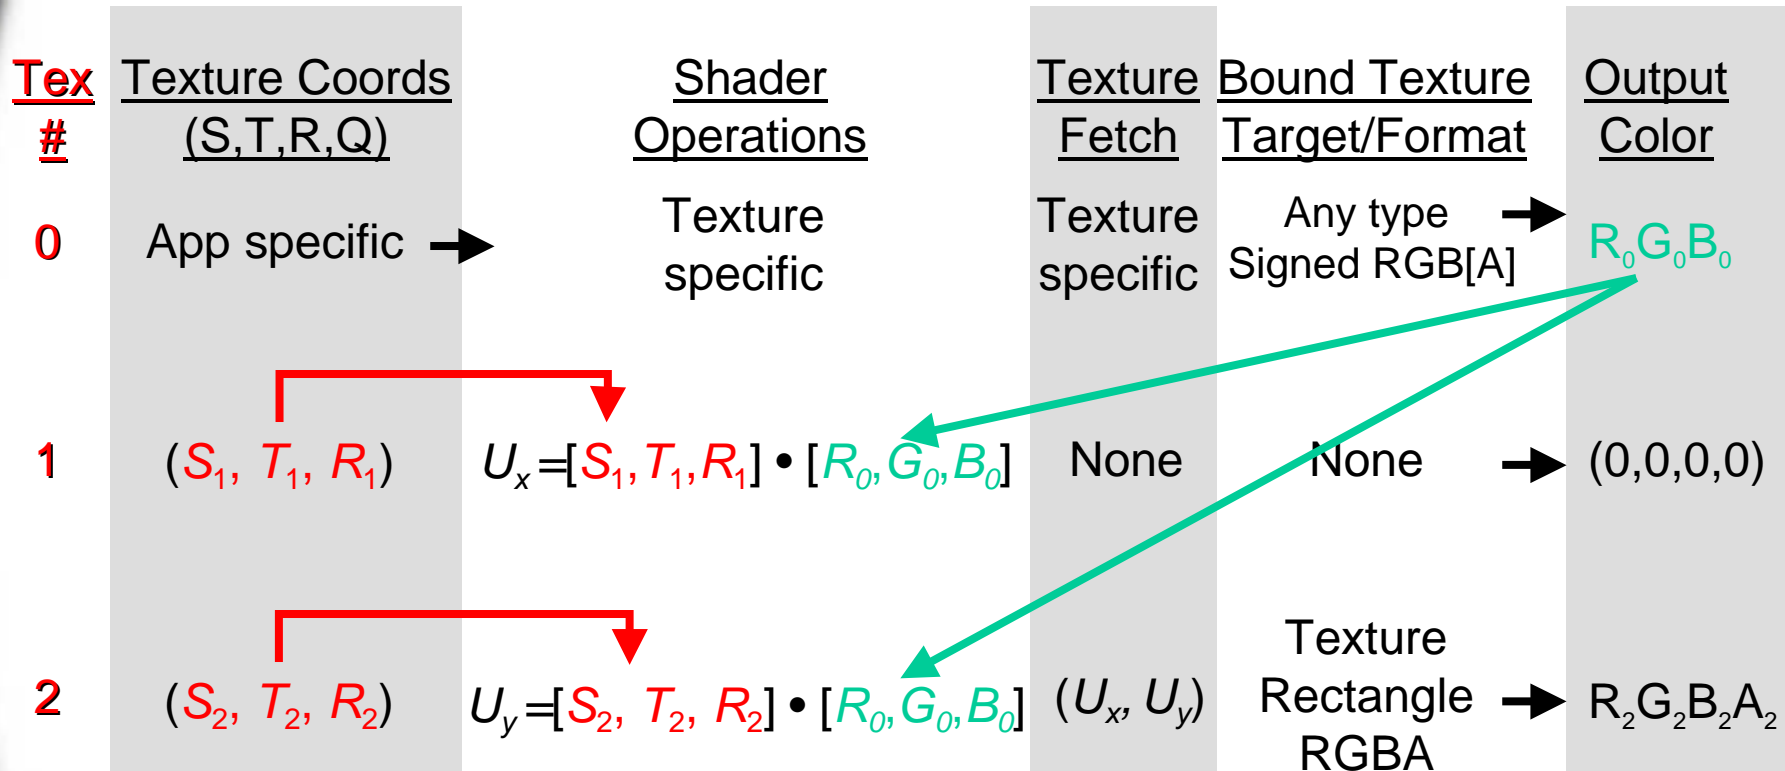 Tex # Texture Coords (S,T,R,Q) Shader Operations Texture Fetch Bound Texture Target/Format Output Color
0 App specific Texture specific Texture specific Any type Signed RGB[A] R₀G₀B₀
1 (S₁, T₁, R₁) Uₓ=[S₁,T₁,R₁] • [R₀,G₀,B₀] None None (0,0,0,0)
2 (S₂, T₂, R₂) U_y=[S₂, T₂, R₂] • [R₀,G₀,B₀] (Uₓ, U_y) Texture Rectangle RGBA R₂G₂B₂A₂